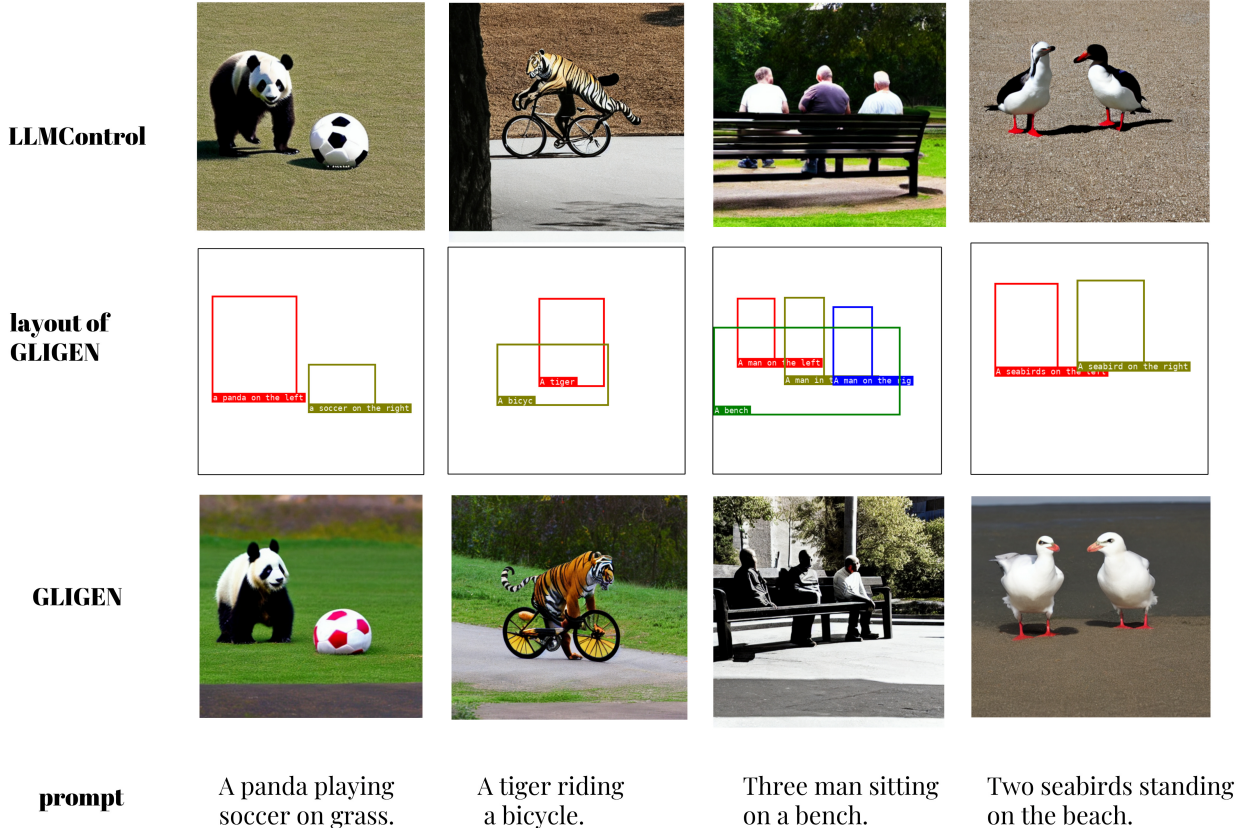 LLMControl
layout of
GLIGEN
a panda on the left
a soccer on the right
A tiger
A bicyc
A man on the left
A man in t
A man on the rig
A bench
A seabirds on the left
A seabird on the right
GLIGEN
prompt
A panda playing
soccer on grass.
A tiger riding
a bicycle.
Three man sitting
on a bench.
Two seabirds standing
on the beach.